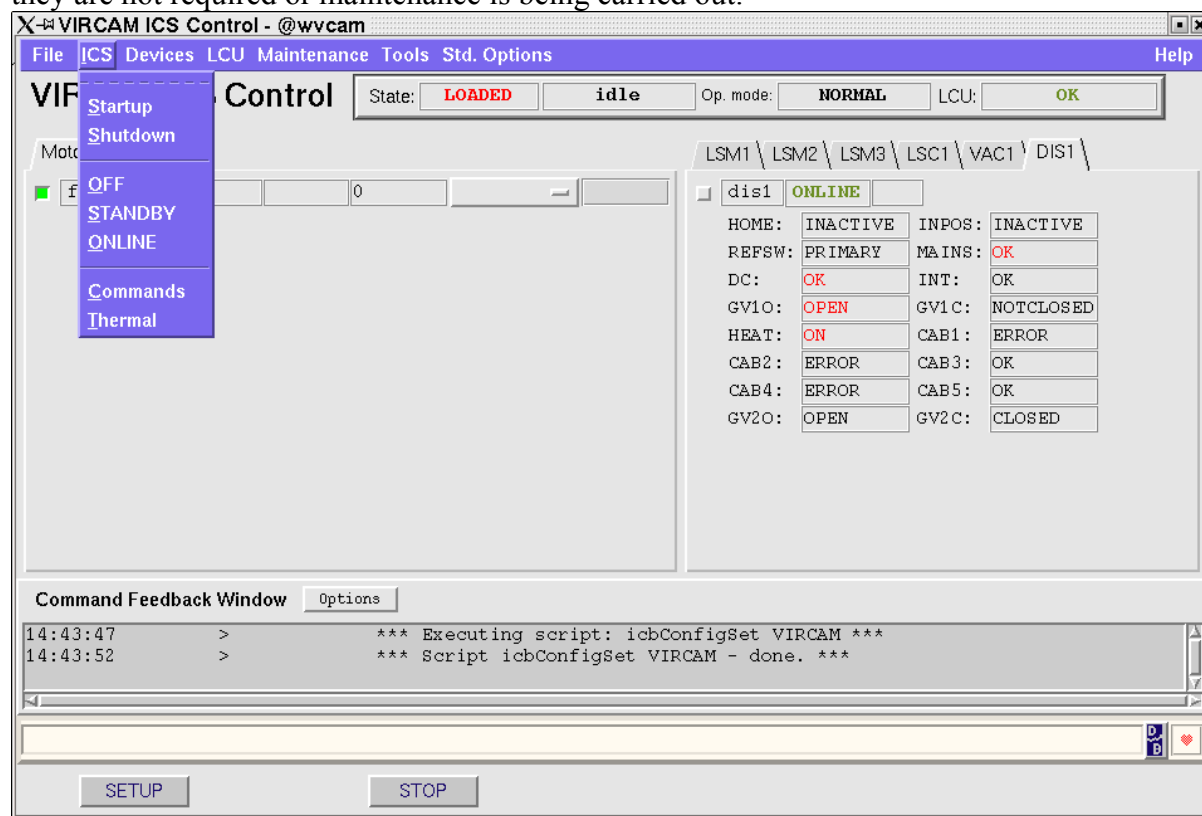 they are not required or maintenance is being carried out.
VIRCAM ICS Control - @wvcam
File ICS Devices LCU Maintenance Tools Std. Options Help
Startup
Shutdown
OFF
STANDBY
ONLINE
Commands
Thermal
Control State: LOADED idle Op. mode: NORMAL LCU: OK
LSM1 LSM2 LSM3 LSC1 VAC1 DIS1
0
dis1 ONLINE
HOME: INACTIVE INPOS: INACTIVE
REFSW: PRIMARY MAINS: OK
DC: OK INT: OK
GV1O: OPEN GV1C: NOTCLOSED
HEAT: ON CAB1: ERROR
CAB2: ERROR CAB3: OK
CAB4: ERROR CAB5: OK
GV2O: OPEN GV2C: CLOSED
Command Feedback Window Options
14:43:47 > *** Executing script: icbConfigSet VIRCAM ***
14:43:52 > *** Script icbConfigSet VIRCAM - done. ***
D B
SETUP STOP